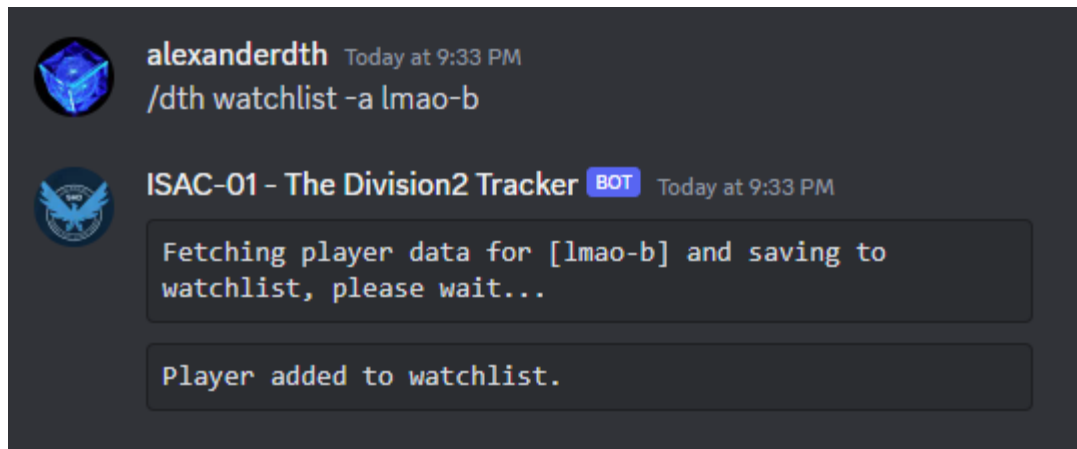 alexanderdth Today at 9:33 PM
/dth watchlist -a lmao-b
ISAC-01 - The Division2 Tracker BOT Today at 9:33 PM
Fetching player data for [lmao-b] and saving to
watchlist, please wait...
Player added to watchlist.